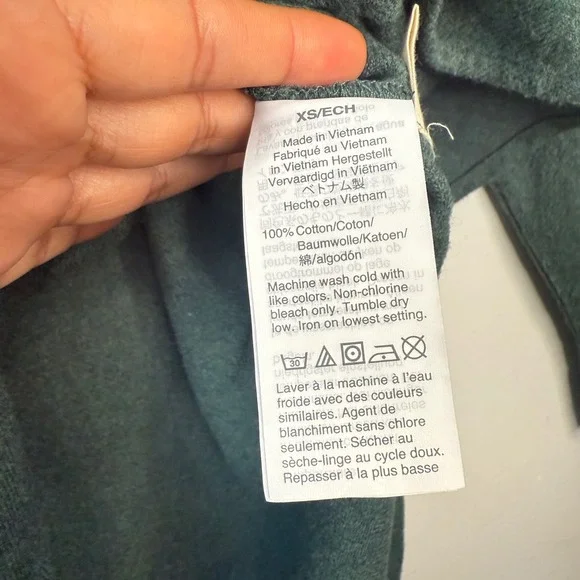 XS/ECH
Made in Vietnam
Fabriqué au Vietnam
in Vietnam Hergestellt
Vervaardigd in Viëtnam
ベトナム製
Hecho en Vietnam
100% Cotton/Coton/
Baumwolle/Katoen/
綿/algodón
Machine wash cold with
like colors. Non-chlorine
bleach only. Tumble dry
low. Iron on lowest setting.
30
Laver à la machine à l'eau
froide avec des couleurs
similaires. Agent de
blanchiment sans chlore
seulement. Sécher au
sèche-linge au cycle doux.
Repasser à la plus basse